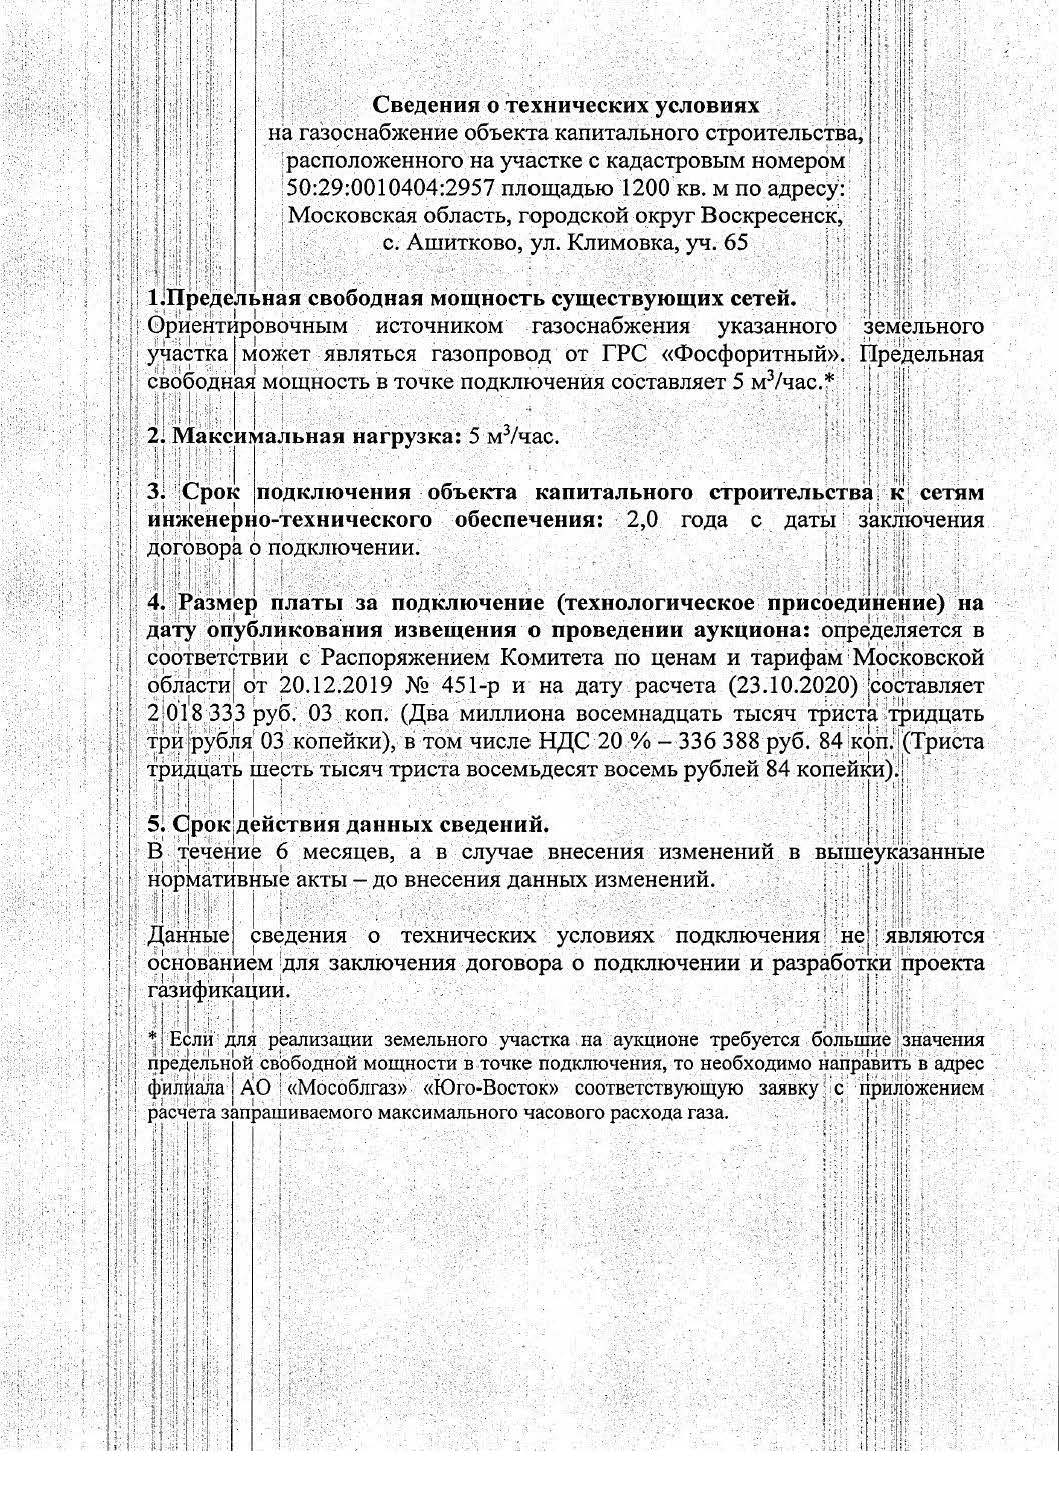 Сведения о технических условиях
на газоснабжение объекта капитального строительства,
расположенного на участке с кадастровым номером
50:29:0010404:2957 площадью 1200 кв. м по адресу:
Московская область, городской округ Воскресенск,
с. Ашитково, ул. Климовка, уч. 65
1.Предельная свободная мощность существующих сетей.
Ориентировочным источником газоснабжения указанного земельного
участка может являться газопровод от ГРС «Фосфоритный». Предельная
свободная мощность в точке подключения составляет 5 м³/час.*
2. Максимальная нагрузка: 5 м³/час.
3. Срок подключения объекта капитального строительства к сетям
инженерно-технического обеспечения: 2,0 года с даты заключения
договора о подключении.
4. Размер платы за подключение (технологическое присоединение) на
дату опубликования извещения о проведении аукциона: определяется в
соответствии с Распоряжением Комитета по ценам и тарифам Московской
области от 20.12.2019 № 451-р и на дату расчета (23.10.2020) составляет
2 018 333 руб. 03 коп. (Два миллиона восемнадцать тысяч триста тридцать
три рубля 03 копейки), в том числе НДС 20 % – 336 388 руб. 84 коп. (Триста
тридцать шесть тысяч триста восемьдесят восемь рублей 84 копейки).
5. Срок действия данных сведений.
В течение 6 месяцев, а в случае внесения изменений в вышеуказанные
нормативные акты – до внесения данных изменений.
Данные сведения о технических условиях подключения не являются
основанием для заключения договора о подключении и разработки проекта
газификации.
* Если для реализации земельного участка на аукционе требуется большие значения
предельной свободной мощности в точке подключения, то необходимо направить в адрес
филиала АО «Мособлгаз» «Юго-Восток» соответствующую заявку с приложением
расчета запрашиваемого максимального часового расхода газа.